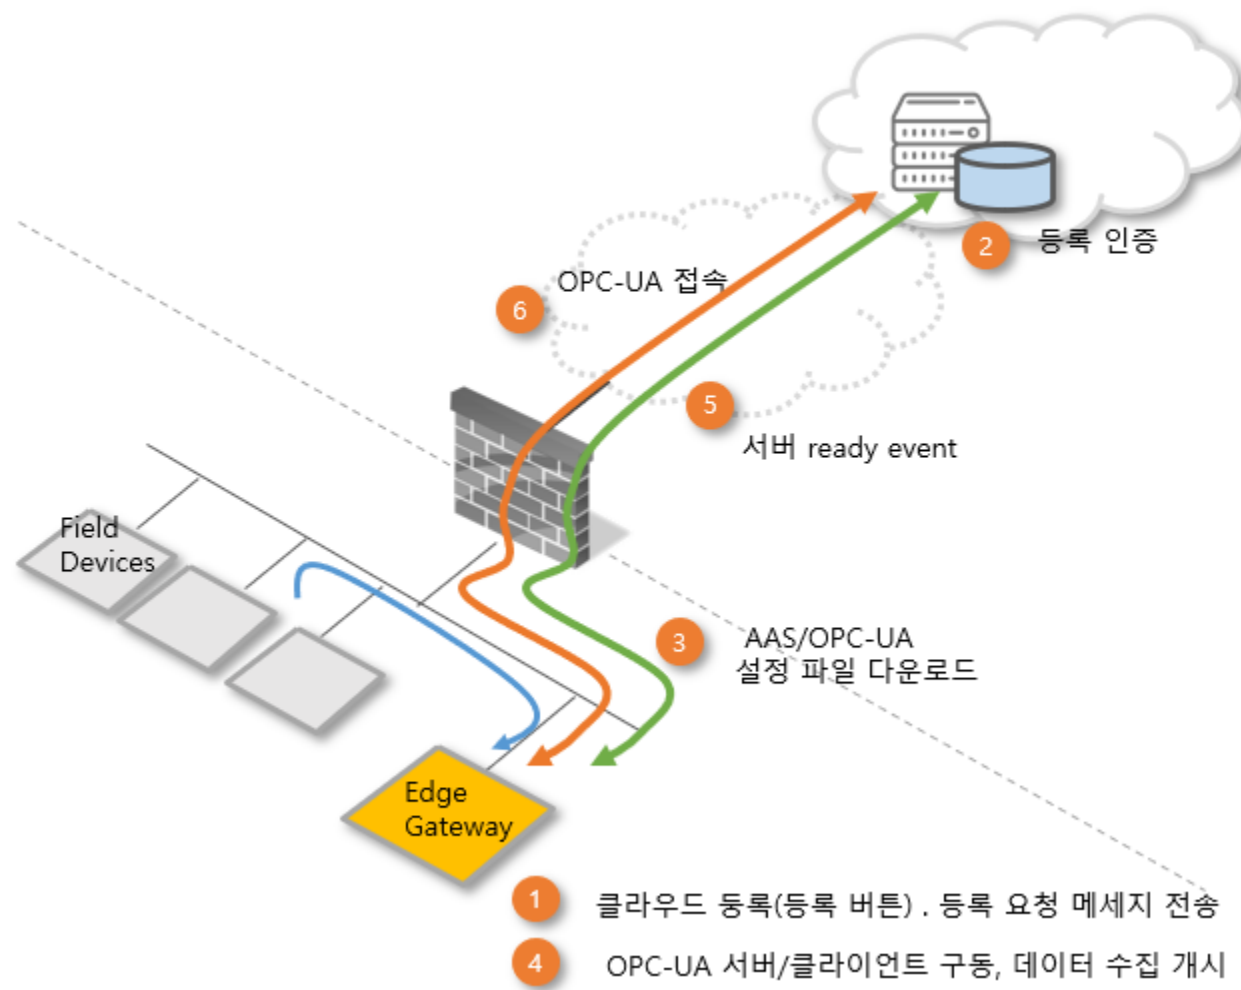 2
등록 인증
OPC-UA 접속
6
5
서버 ready event
Field
Devices
3
AAS/OPC-UA
설정 파일 다운로드
Edge
Gateway
1
클라우드 등록(등록 버튼) . 등록 요청 메세지 전송
4
OPC-UA 서버/클라이언트 구동, 데이터 수집 개시